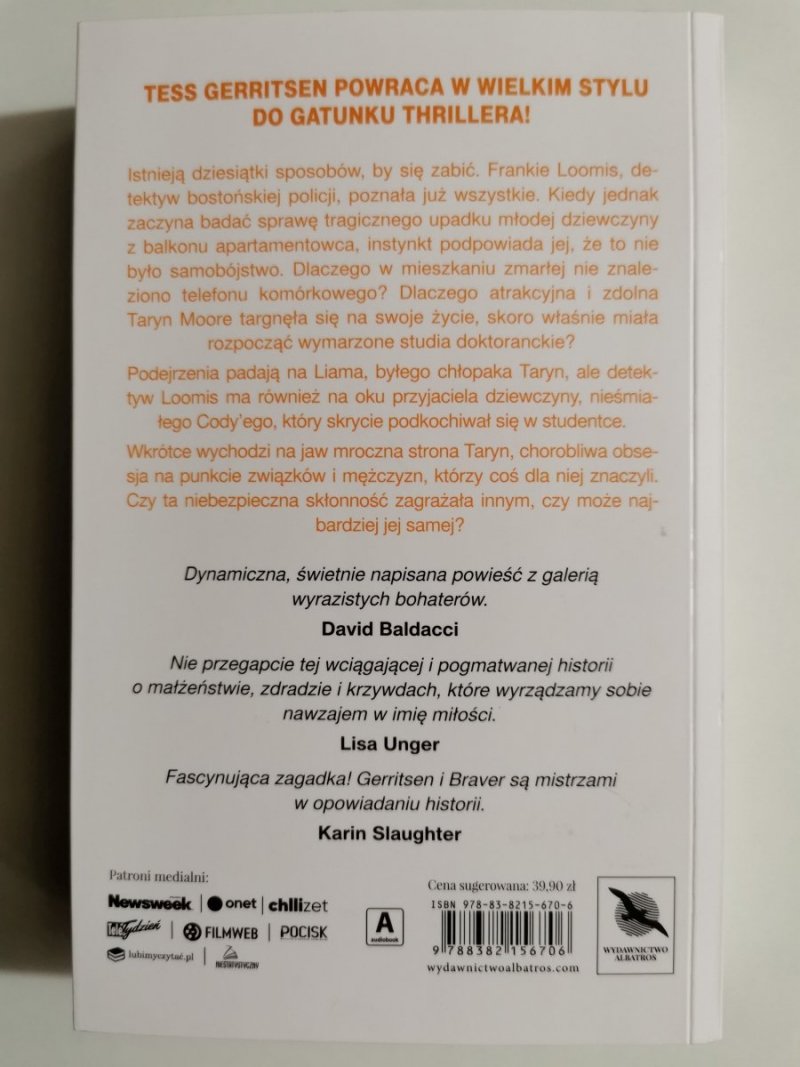 TESS GERRITSEN POWRACA W WIELKIM STYLU
DO GATUNKU THRILLERA!
Istnieją dziesiątki sposobów, by się zabić. Frankie Loomis, de-
tektyw bostońskiej policji, poznała już wszystkie. Kiedy jednak
zaczyna badać sprawę tragicznego upadku młodej dziewczyny
z balkonu apartamentowca, instynkt podpowiada jej, że to nie
było samobójstwo. Dlaczego w mieszkaniu zmarłej nie znale-
ziono telefonu komórkowego? Dlaczego atrakcyjna i zdolna
Taryn Moore targnęła się na swoje życie, skoro właśnie miała
rozpocząć wymarzone studia doktoranckie?
Podejrzenia padają na Liama, byłego chłopaka Taryn, ale detek-
tyw Loomis ma również na oku przyjaciela dziewczyny, nieśmia-
łego Cody'ego, który skrycie podkochiwał się w studentce.
Wkrótce wychodzi na jaw mroczna strona Taryn, chorobliwa obse-
sja na punkcie związków i mężczyzn, którzy coś dla niej znaczyli.
Czy ta niebezpieczna skłonność zagrażała innym, czy może naj-
bardziej jej samej?
Dynamiczna, świetnie napisana powieść z galerią
wyrazistych bohaterów.
David Baldacci
Nie przegapcie tej wciągającej i pogmatwanej historii
o małżeństwie, zdradzie i krzywdach, które wyrządzamy sobie
nawzajem w imię miłości.
Lisa Unger
Fascynująca zagadka! Gerritsen i Braver są mistrzami
w opowiadaniu historii.
Karin Slaughter
Patroni medialni:
Newsweek | onet | chillizet
Tydzień | FILMWEB | POCISK
lubimyczytać.pl | NIESTATYSTYCZNY
A
audiobook
Cena sugerowana: 39,90 zł
ISBN 978-83-8215-670-6
9 788382 156706
wydawnictwoalbatros.com
WYDAWNICTWO
ALBATROS